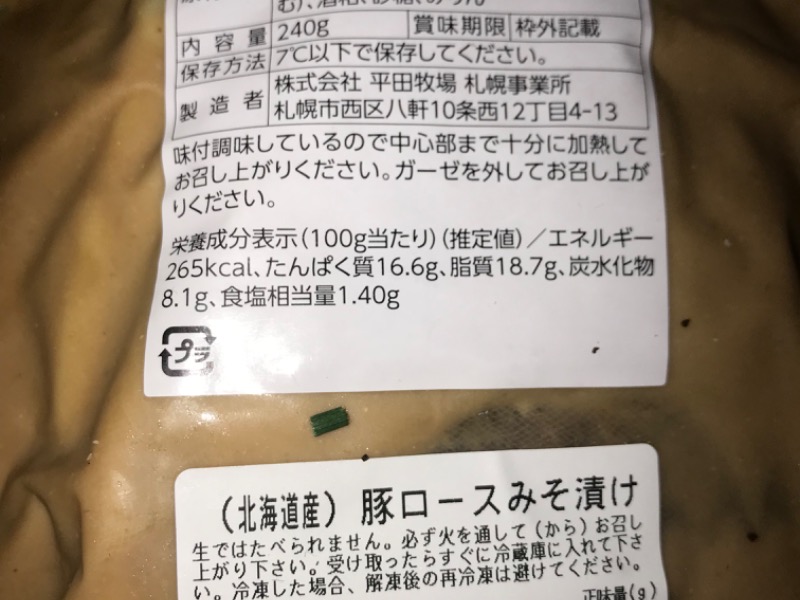 む)、酒粕、砂糖、みりん
内容量 240g 賞味期限 枠外記載
保存方法 7℃以下で保存してください。
製造者 株式会社 平田牧場 札幌事業所
札幌市西区八軒10条西12丁目4-13
味付調味しているので中心部まで十分に加熱して
お召し上がりください。ガーゼを外してお召し上が
りください。
栄養成分表示(100g当たり)(推定値)/エネルギー
265kcal、たんぱく質16.6g、脂質18.7g、炭水化物
8.1g、食塩相当量1.40g
プラ
(北海道産) 豚ロースみそ漬け
生ではたべられません。必ず火を通して(から)お召し
上がり下さい。受け取ったらすぐに冷蔵庫に入れて下さ
い。冷凍した場合、解凍後の再冷凍は避けてください。
正味量(g)